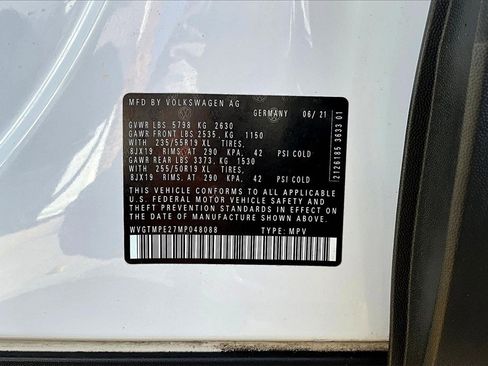 MFD BY VOLKSWAGEN AG
GERMANY 06/21
GVWR LBS 5798 KG 2630
GAWR FRONT LBS 2535, KG 1150
WITH 235/55R19 XL TIRES,
8JX19 RIMS, AT 290 KPA, 42 PSI COLD
GAWR REAR LBS 3373, KG 1530
WITH 255/50R19 XL TIRES,
8JX19 RIMS, AT 290 KPA, 42 PSI COLD
THIS VEHICLE CONFORMS TO ALL APPLICABLE
U.S. FEDERAL MOTOR VEHICLE SAFETY AND
THEFT PREVENTION STANDARDS IN EFFECT ON
THE DATE OF MANUFACTURE SHOWN ABOVE.
WVGTMPE27MP048088 TYPE: MPV
2126185 3633 01